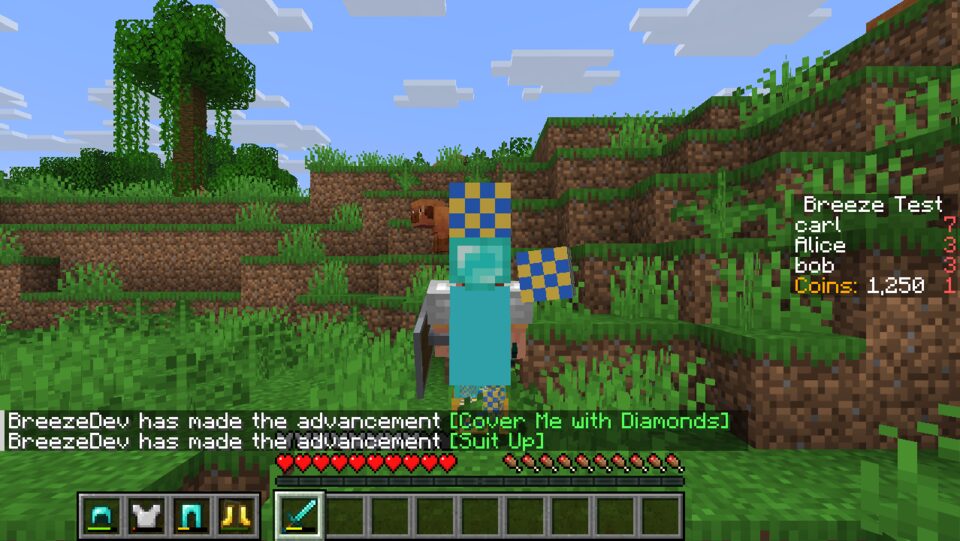 Breeze Test
carl 7
Alice 3
bob 3
Coins: 1,250 1
BreezeDev has made the advancement [Cover Me with Diamonds]
BreezeDev has made the advancement [Suit Up]